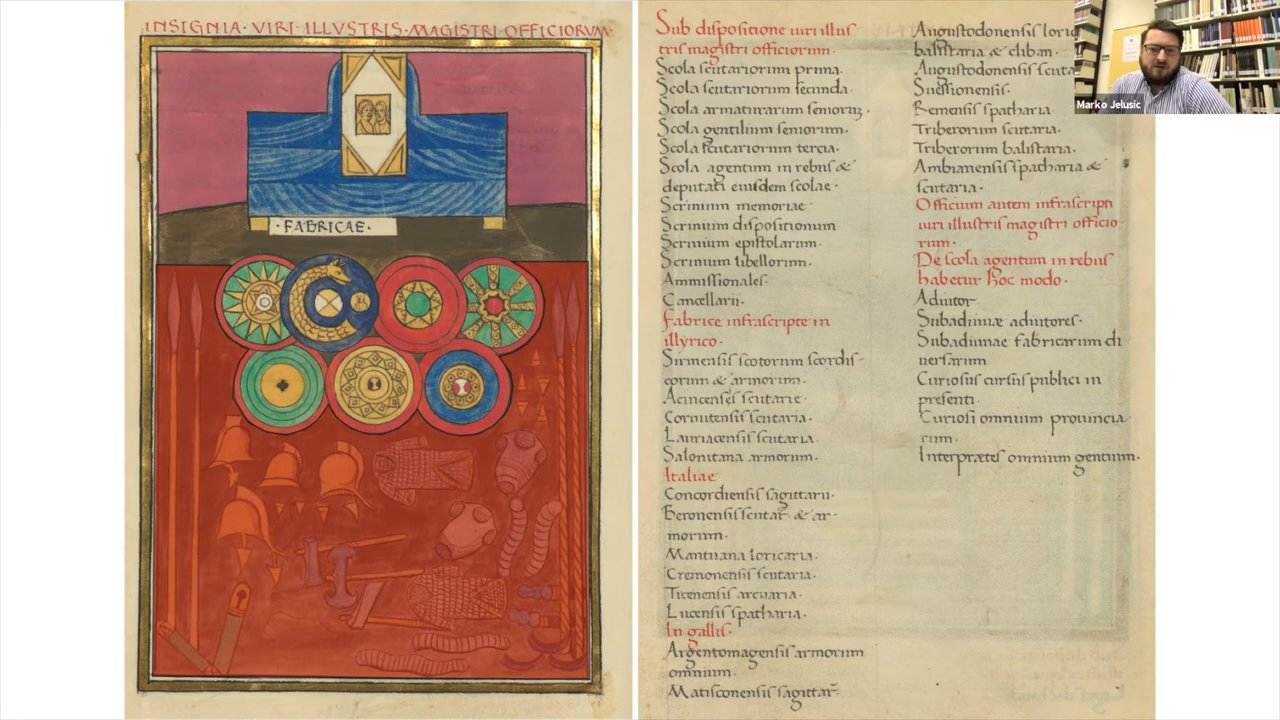 INSIGNIA·VIRI·ILLVSTRIS·MAGISTRI·OFFICIORVM·
·FABRICAE·
Sub dispositione uiri illus
tris magistri officiorum·
Scola scutariorum prima·
Scola scutariorum secunda·
Scola armaturarum seniorum·
Scola gentilium seniorum·
Scola scutariorum tercia·
Scola agentum in rebus &
deputati eiusdem scolae·
Scrinium memoriae·
Scrinium dispositionum
Scrinium epistolarum·
Scrinium libellorum·
Ammissionales·
Cancellarii·
Fabrice infrascripte in
illyrico·
Sirmensis scotorum scordis-
corum & armorum·
Acincenses scutarie·
Cornutensis scutaria·
Lauriacensis scutaria
Salonitana armorum·
Italiae
Concordiensis sagittarii·
Beronensis scutar· & ar-
morum·
Mantuana loricaria·
Cremonensis scutaria·
Ticenensis arcuaria·
Lucensis spatharia·
In gallis·
Argentomagensis armorum
omnium·
Matisconensis sagittar·
Augustodonensis loric
balistaria & cliban·
Augustodonensis scuta
Suessionensis·
Remensis spatharia·
Triberorum scutaria·
Triberorum balistaria·
Ambianensis spatharia &
scutaria·
Officium autem infrascripti
uiri illustris magistri officio-
rum·
De scola agentum in rebus
habetur hoc modo·
Adiutor·
Subadiuuae adiutores·
Subadiuuae fabricarum di
uersarum
Curiosus cursus publici in
presenti·
Curiosi omnium prouincia-
rum·
Interpraetes omnium gentium·
Marko Jelusic